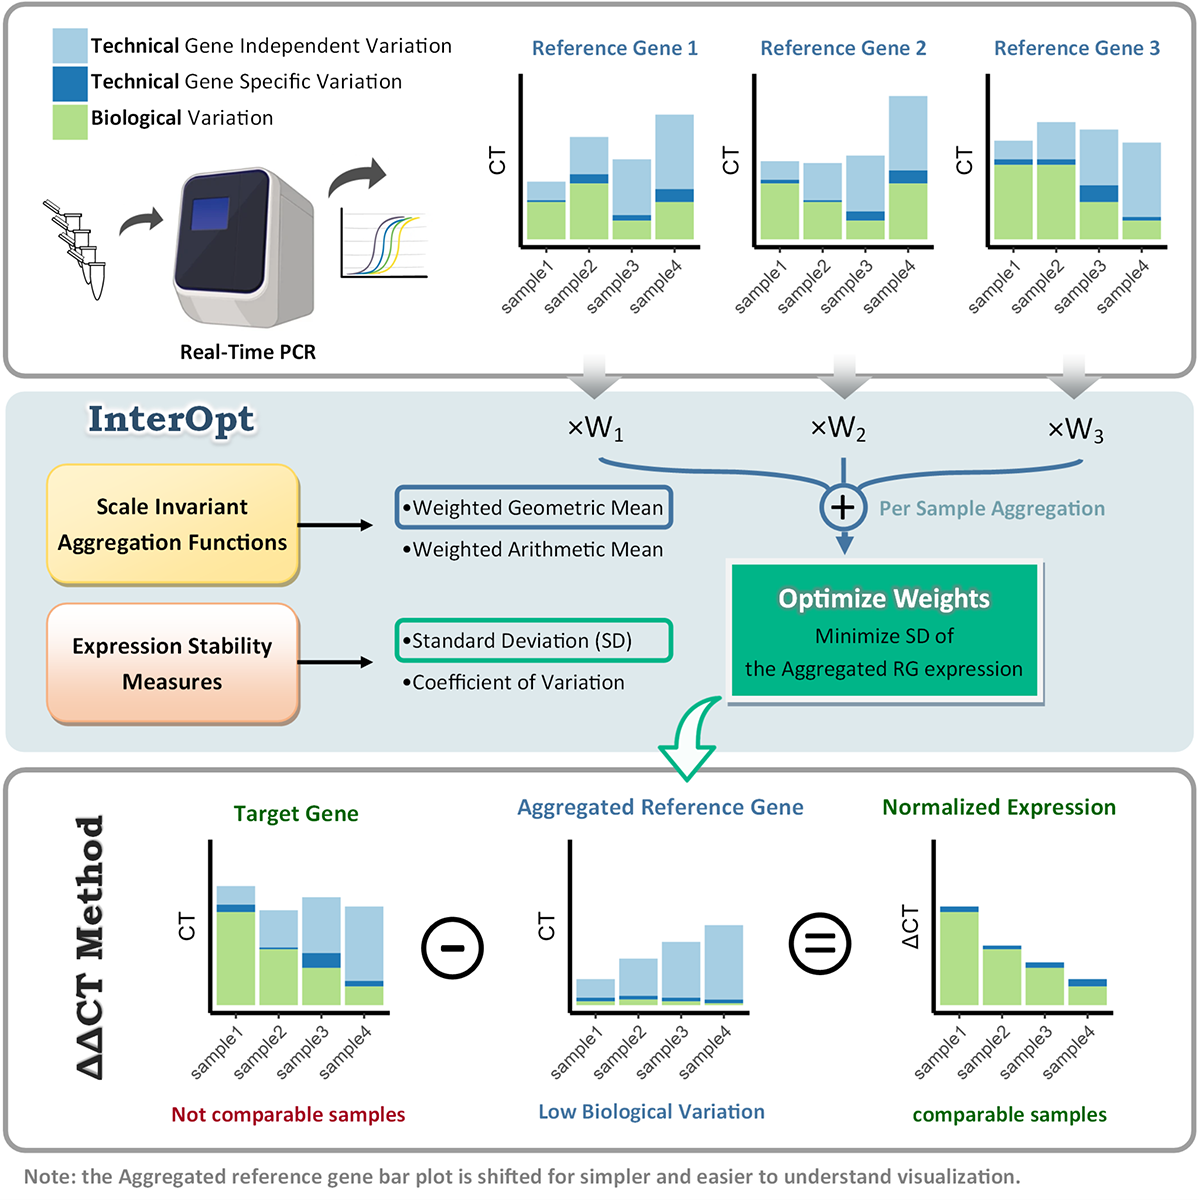 Technical Gene Independent Variation
Technical Gene Specific Variation
Biological Variation
Real-Time PCR
Reference Gene 1
CT
sample1
sample2
sample3
sample4
Reference Gene 2
CT
sample1
sample2
sample3
sample4
Reference Gene 3
CT
sample1
sample2
sample3
sample4
InterOpt
×W1
×W2
×W3
Scale Invariant
Aggregation Functions
•Weighted Geometric Mean
•Weighted Arithmetic Mean
+
Per Sample Aggregation
Expression Stability
Measures
•Standard Deviation (SD)
•Coefficient of Variation
Optimize Weights
Minimize SD of
the Aggregated RG expression
ΔΔCT Method
Target Gene
CT
sample1
sample2
sample3
sample4
Not comparable samples
-
Aggregated Reference Gene
CT
sample1
sample2
sample3
sample4
Low Biological Variation
=
Normalized Expression
ΔCT
sample1
sample2
sample3
sample4
comparable samples
Note: the Aggregated reference gene bar plot is shifted for simpler and easier to understand visualization.